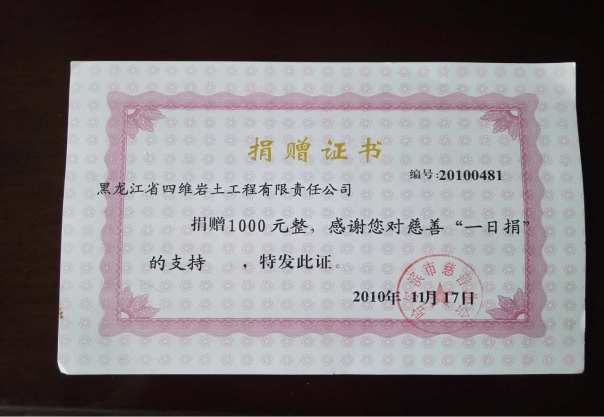 捐赠证书
编号:20100481
黑龙江省四维岩土工程有限责任公司
捐赠1000元整，感谢您对慈善“一日捐”
的支持 ，特发此证。
2010年 11月 17日